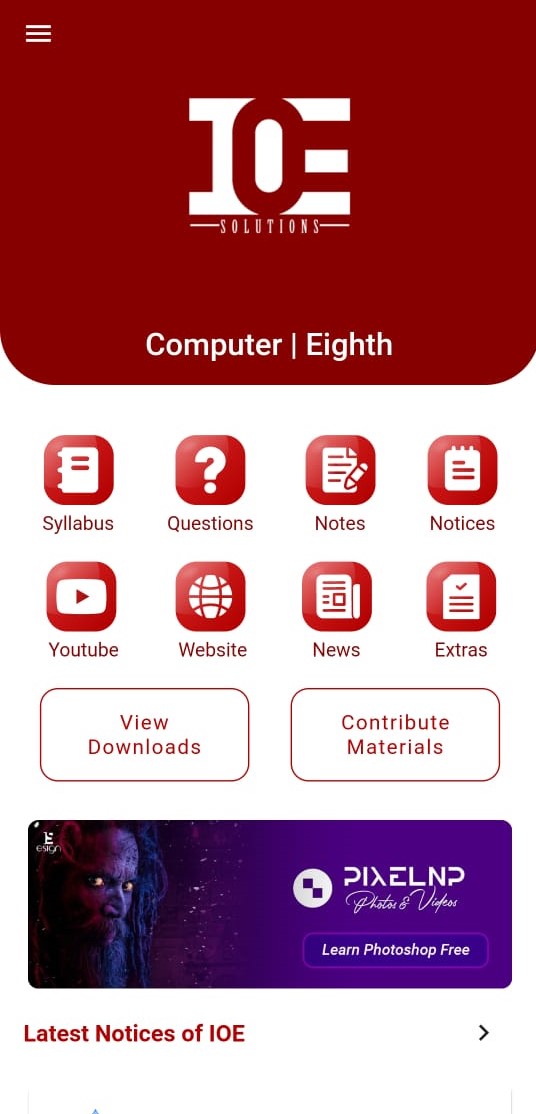 IOE
SOLUTIONS
Computer | Eighth
Syllabus
Questions
Notes
Notices
Youtube
Website
News
Extras
View
Downloads
Contribute
Materials
esign
PIXELNP
Photos & Videos
Learn Photoshop Free
Latest Notices of IOE